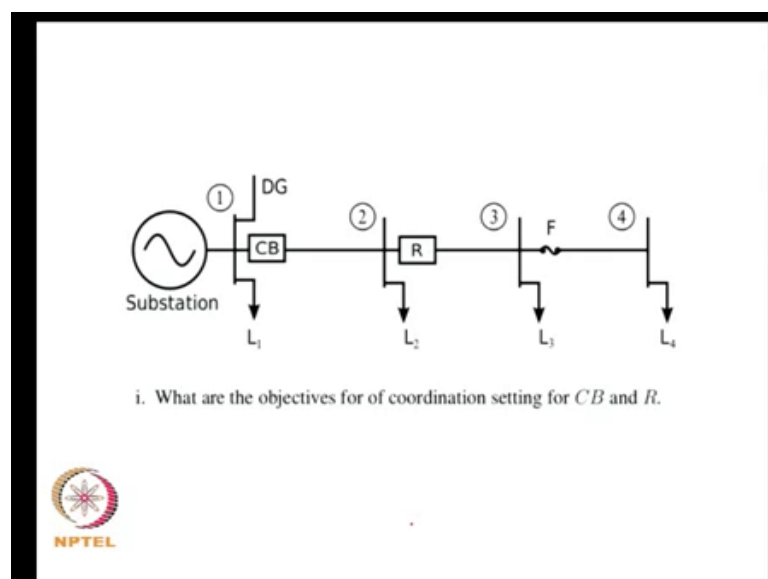 ① DG
② ③ F ④
CB R
Substation
L₁ L₂ L₃ L₄
i. What are the objectives for of coordination setting for CB and R.
NPTEL